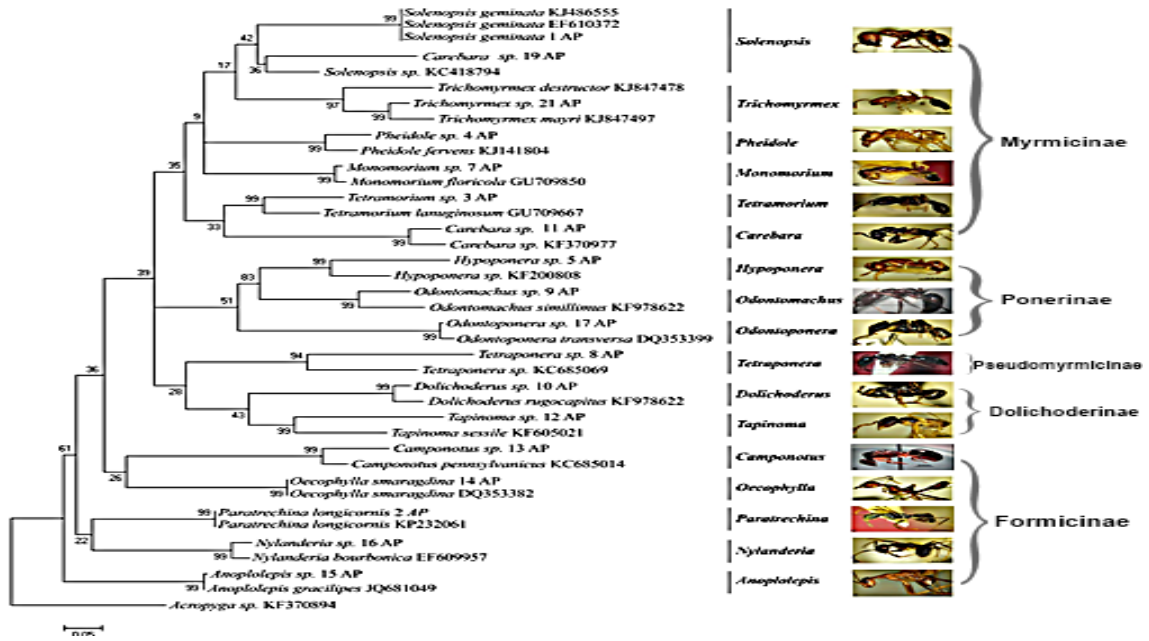 Solenopsis geminata KJ486555
Solenopsis geminata EF610372
Solenopsis geminata 1 AP
Carebara sp. 19 AP
Solenopsis sp. KC418794
Trichomyrmex destructor KJ847478
Trichomyrmex sp. 21 AP
Trichomyrmex mayri KJ847497
Pheidole sp. 4 AP
Pheidole fervens KJ141804
Monomorium sp. 7 AP
Monomorium floricola GU709850
Tetramorium sp. 3 AP
Tetramorium lanuginosum GU709667
Carebara sp. 11 AP
Carebara sp. KF370977
Hypoponera sp. 5 AP
Hypoponera sp. KF200808
Odontomachus sp. 9 AP
Odontomachus simillimus KF978622
Odontoponera sp. 17 AP
Odontoponera transversa DQ353399
Tetraponera sp. 8 AP
Tetraponera sp. KC685069
Dolichoderus sp. 10 AP
Dolichoderus rugocapitus KF978622
Tapinoma sp. 12 AP
Tapinoma sessile KF605021
Camponotus sp. 13 AP
Camponotus pennsylvanicus KC685014
Oecophylla smaragdina 14 AP
Oecophylla smaragdina DQ353382
Paratrechina longicornis 2 AP
Paratrechina longicornis KP232061
Nylanderia sp. 16 AP
Nylanderia bourbonica EF609957
Anoplolepis sp. 15 AP
Anoplolepis gracilipes JQ681049
Acropyga sp. KF370894
99
42
36
17
97
99
9
99
99
35
99
33
99
39
99
83
99
51
99
94
28
99
43
99
36
99
26
99
61
99
22
99
99
0.05
Solenopsis
Trichomyrmex
Pheidole
Monomorium
Tetramorium
Carebara
Hypoponera
Odontomachus
Odontoponera
Tetraponera
Dolichoderus
Tapinoma
Camponotus
Oecophylla
Paratrechina
Nylanderia
Anoplolepis
Myrmicinae
Ponerinae
Pseudomyrmicinae
Dolichoderinae
Formicinae